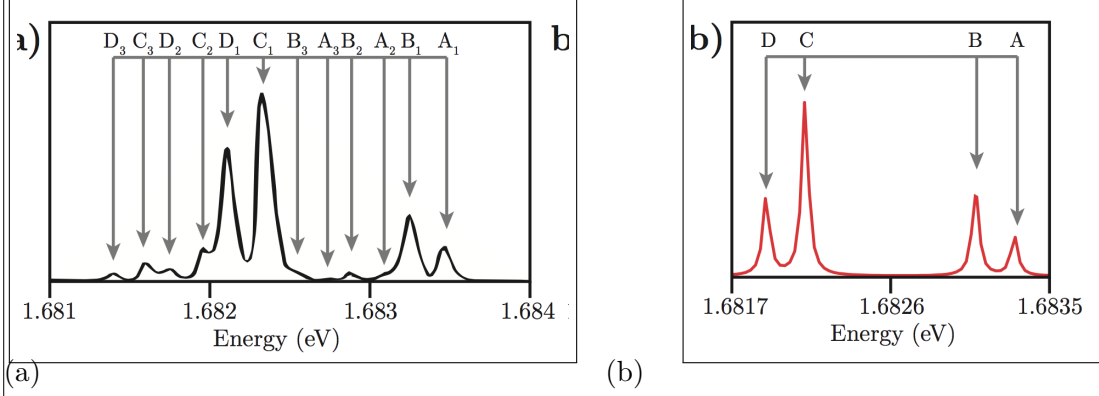 a) b b)
D₃ C₃ D₂ C₂ D₁ C₁ B₃ A₃ B₂ A₂ B₁ A₁
D C B A
1.681 1.682 1.683 1.684
1.6817 1.6826 1.6835
Energy (eV)
Energy (eV)
(a) (b)